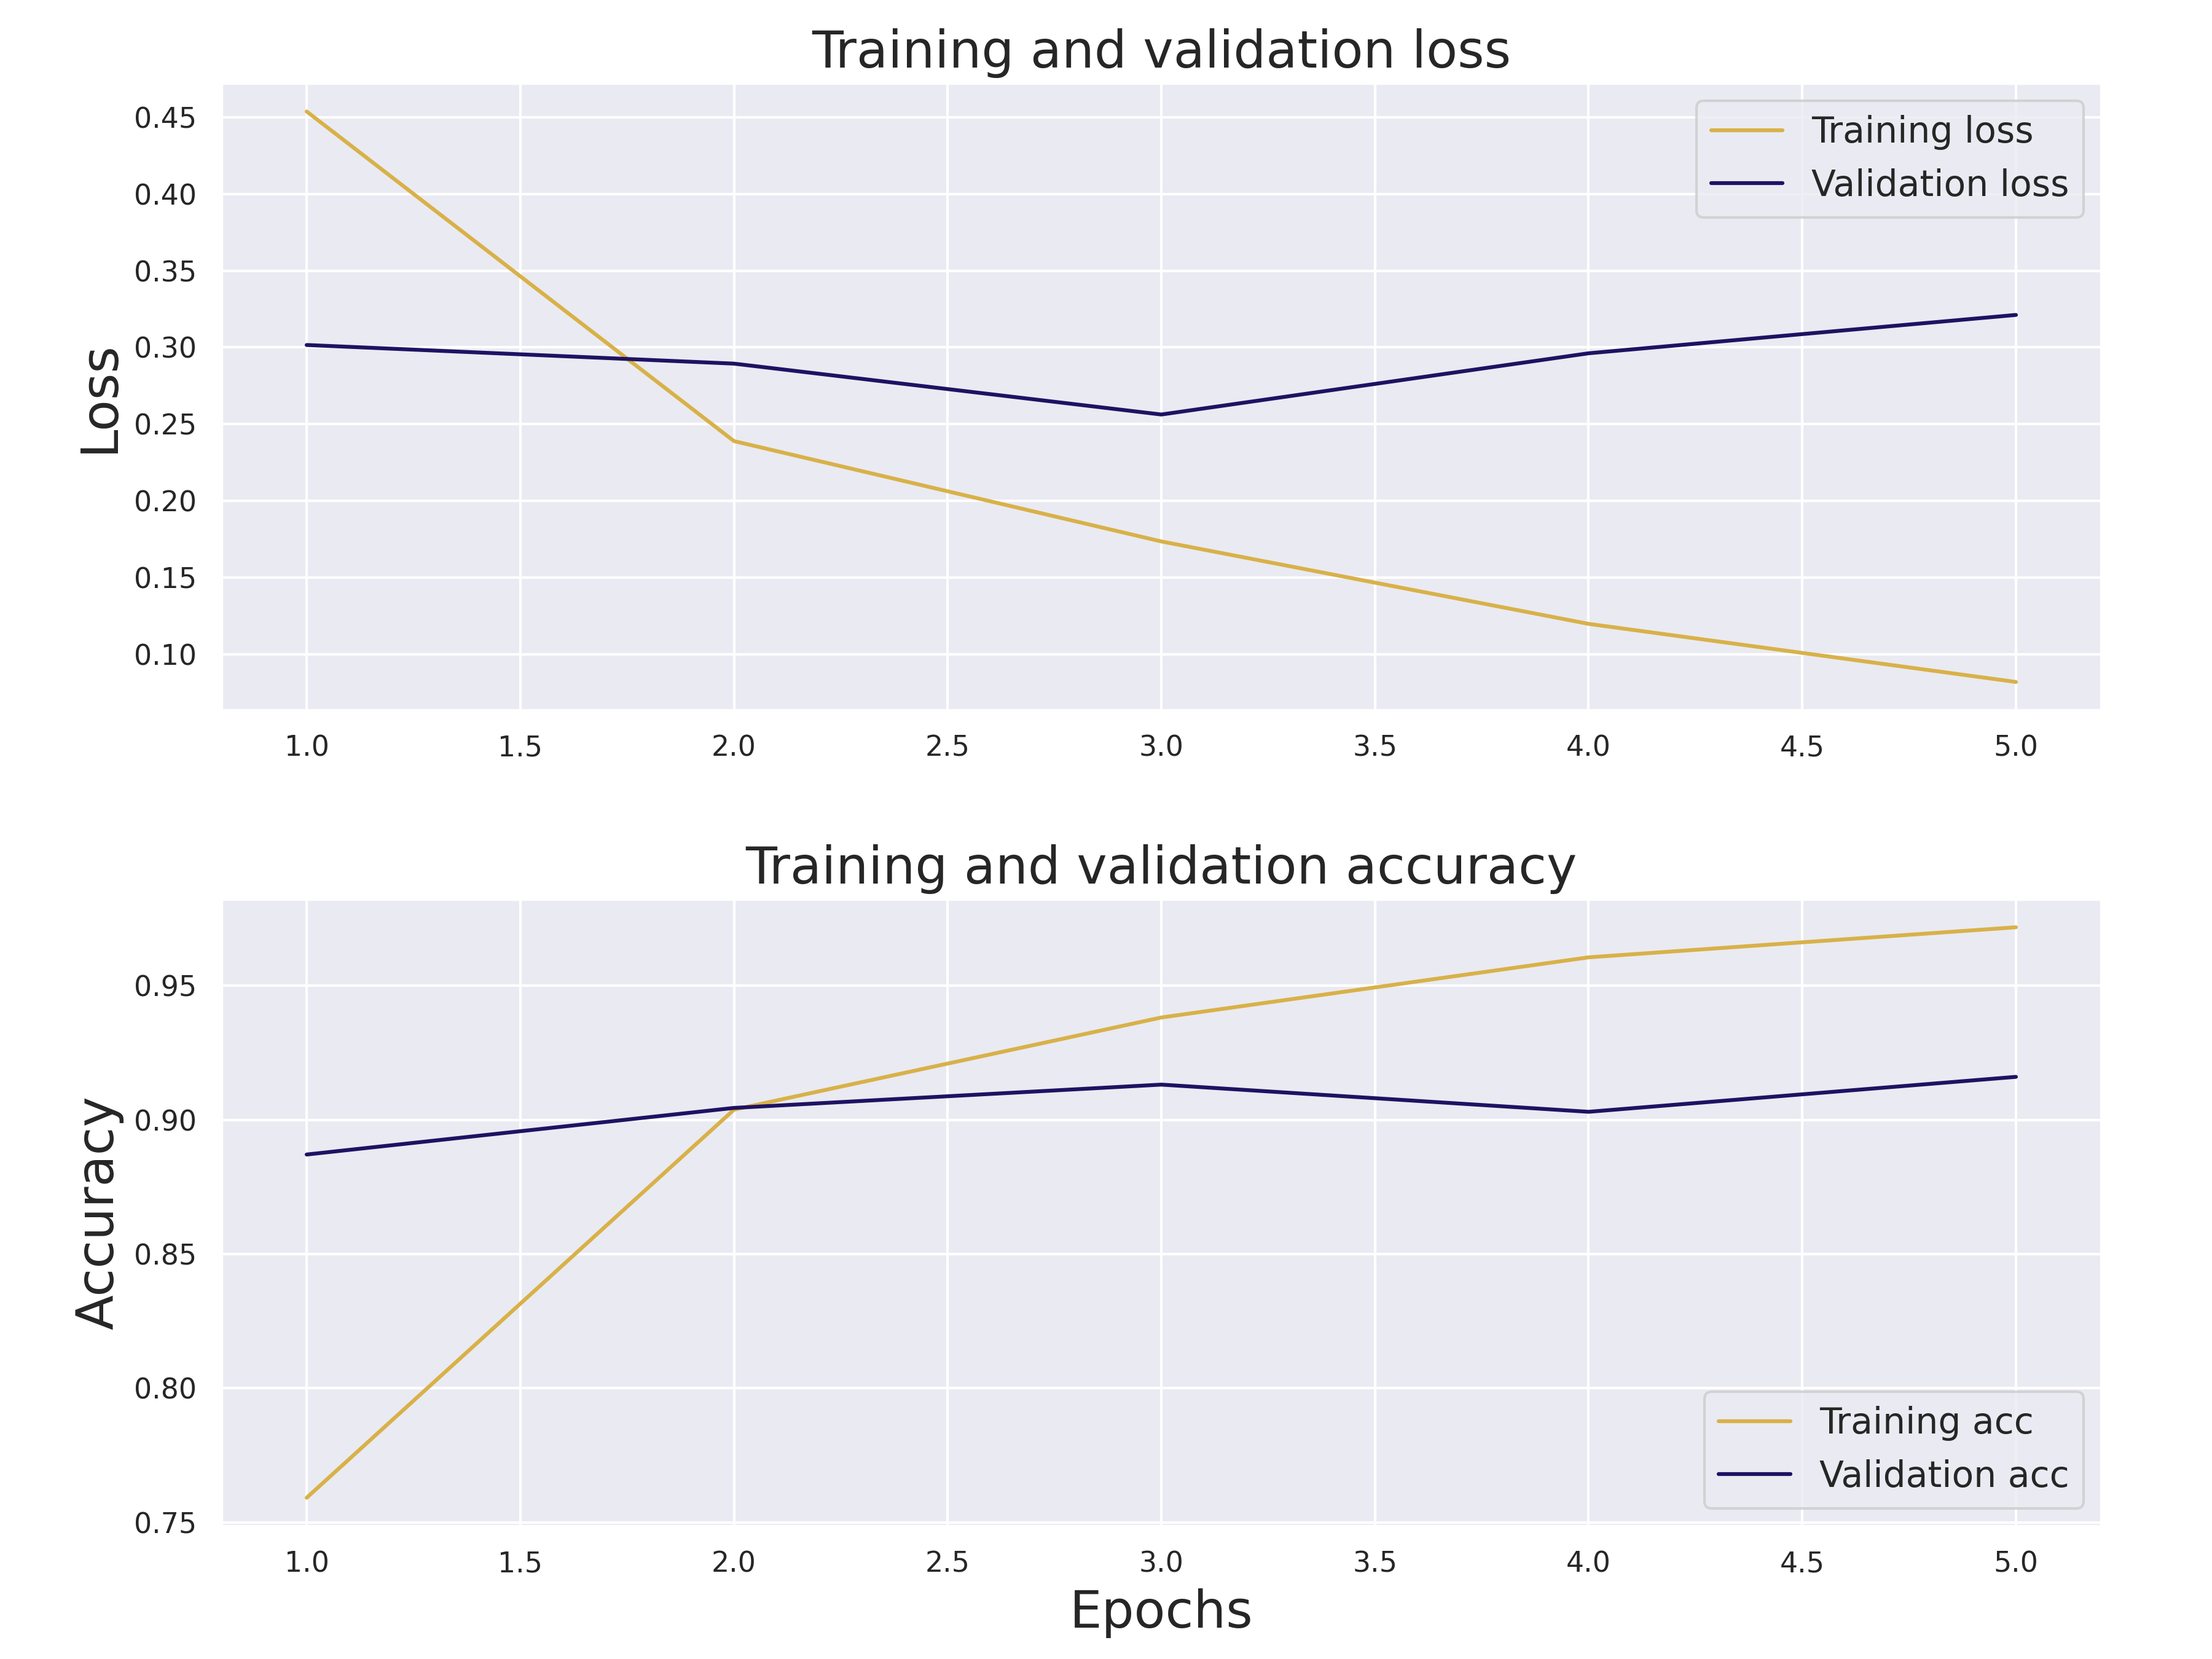 Training and validation loss
Loss
0.45
0.40
0.35
0.30
0.25
0.20
0.15
0.10
1.0 1.5 2.0 2.5 3.0 3.5 4.0 4.5 5.0
Training loss
Validation loss
Training and validation accuracy
Accuracy
0.95
0.90
0.85
0.80
0.75
1.0 1.5 2.0 2.5 3.0 3.5 4.0 4.5 5.0
Training acc
Validation acc
Epochs